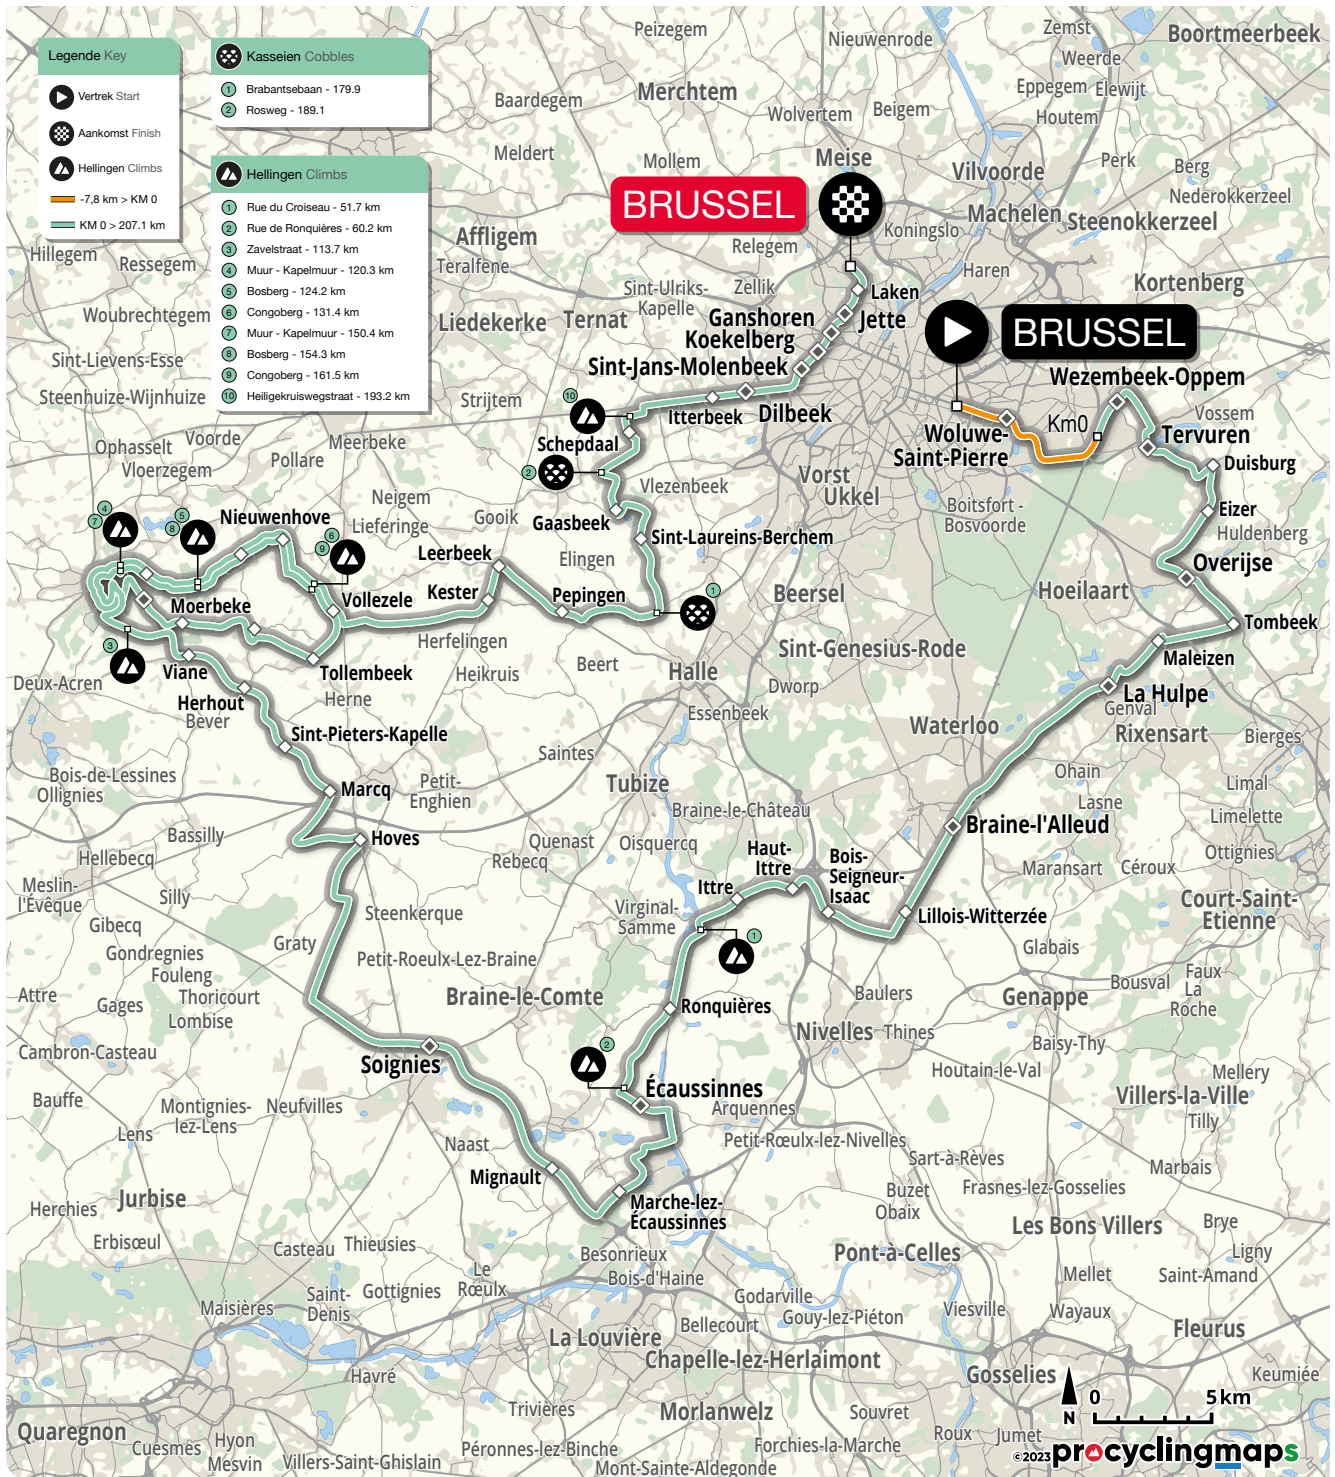 Legende Key
Vertrek Start
Aankomst Finish
Hellingen Climbs
-7,8 km > KM 0
KM 0 > 207.1 km
Kasseien Cobbles
1 Brabantsebaan - 179.9
2 Rosweg - 189.1
Hellingen Climbs
1 Rue du Croiseau - 51.7 km
2 Rue de Ronquières - 60.2 km
3 Zavelstraat - 113.7 km
4 Muur - Kapelmuur - 120.3 km
5 Bosberg - 124.2 km
6 Congoberg - 131.4 km
7 Muur - Kapelmuur - 150.4 km
8 Bosberg - 154.3 km
9 Congoberg - 161.5 km
10 Heiligekruiswegstraat - 193.2 km
Peizegem
Nieuwenrode
Zemst
Boortmeerbeek
Weerde
Eppegem
Elewijt
Merchtem
Baardegem
Wolvertem
Beigem
Houtem
Meldert
Mollem
Meise
Vilvoorde
Perk
Berg
Nederokkerzeel
BRUSSEL
Machelen
Steenokkerzeel
Koningslo
Affligem
Relegem
Hillegem
Ressegem
Teralfene
Haren
Kortenberg
Sint-Ulriks-
Kapelle
Zellik
Laken
Woubrechtegem
Liedekerke
Ternat
Ganshoren
Jette
Koekelberg
BRUSSEL
Sint-Lievens-Esse
Sint-Jans-Molenbeek
Wezembeek-Oppem
Steenhuize-Wijnhuize
Strijtem
10
Itterbeek
Dilbeek
Km0
Vossem
Ophasselt
Voorde
Meerbeke
Schepdaal
Woluwe-
Saint-Pierre
Tervuren
Vloerzegem
Pollare
2
Vorst
Duisburg
Vlezenbeek
Ukkel
Neigem
Boitsfort -
Bosvoorde
Eizer
4
7
5
8
Nieuwenhove
Lieferinge
Gooik
Gaasbeek
Huldenberg
6
9
Sint-Laureins-Berchem
Leerbeek
Elingen
Overijse
Moerbeke
Vollezele
Kester
Pepingen
1
Beersel
Hoeilaart
Tombeek
3
Herfelingen
Sint-Genesius-Rode
Viane
Tollembeek
Heikruis
Beert
Halle
Maleizen
Deux-Acren
Herhout
Herne
Dworp
La Hulpe
Bever
Essenbeek
Genval
Sint-Pieters-Kapelle
Waterloo
Rixensart
Bierges
Saintes
Bois-de-Lessines
Ollignies
Marcq
Petit-
Enghien
Tubize
Ohain
Limal
Braine-le-Château
Lasne
Limelette
Bassilly
Hoves
Quenast
Oisquercq
Braine-l'Alleud
Hellebecq
Rebecq
Haut-
Ittre
Bois-
Seigneur-
Isaac
Maransart
Céroux
Ottignies
Meslin-
l'Évêque
Silly
Ittre
Court-Saint-
Etienne
Gibecq
Steenkerque
Virginal-
Samme
Lillois-Witterzée
1
Gondregnies
Graty
Petit-Roeulx-Lez-Braine
Glabais
Fouleng
Bousval
Faux
La
Roche
Attre
Gages
Thoricourt
Braine-le-Comte
Ronquières
Baulers
Genappe
Lombise
Nivelles
Thines
Baisy-Thy
Cambron-Casteau
Soignies
2
Écaussinnes
Houtain-le-Val
Mellery
Bauffe
Montignies-
lez-Lens
Neufvilles
Arquennes
Villers-la-Ville
Lens
Naast
Petit-Rœulx-lez-Nivelles
Tilly
Sart-à-Rèves
Marbais
Mignault
Jurbise
Marche-lez-
Écaussinnes
Buzet
Obaix
Frasnes-lez-Gosselies
Herchies
Les Bons Villers
Brye
Erbisœul
Casteau
Thieusies
Besonrieux
Pont-à-Celles
Ligny
Le
Rœulx
Bois-d'Haine
Mellet
Saint-Amand
Saint-
Denis
Gottignies
Godarville
Maisières
Bellecourt
Gouy-lez-Piéton
Viesville
Wayaux
Fleurus
La Louvière
Chapelle-lez-Herlaimont
Havré
Gosselies
Keumiée
Trivières
Morlanwelz
Souvret
N
0 5 km
Quaregnon
Cuesmes
Hyon
Mesvin
Villers-Saint-Ghislain
Péronnes-lez-Binche
Mont-Sainte-Aldegonde
Forchies-la-Marche
Roux
Jumet
©2023 procyclingmaps